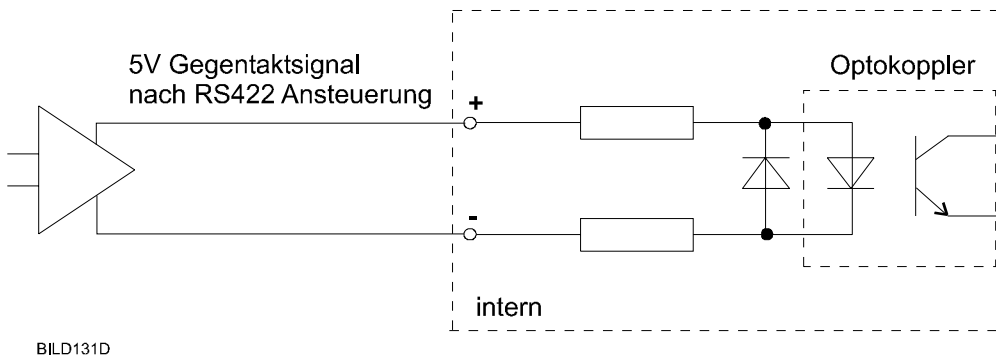 5V Gegentaktsignal
nach RS422 Ansteuerung
Optokoppler
+
-
intern
BILD131D